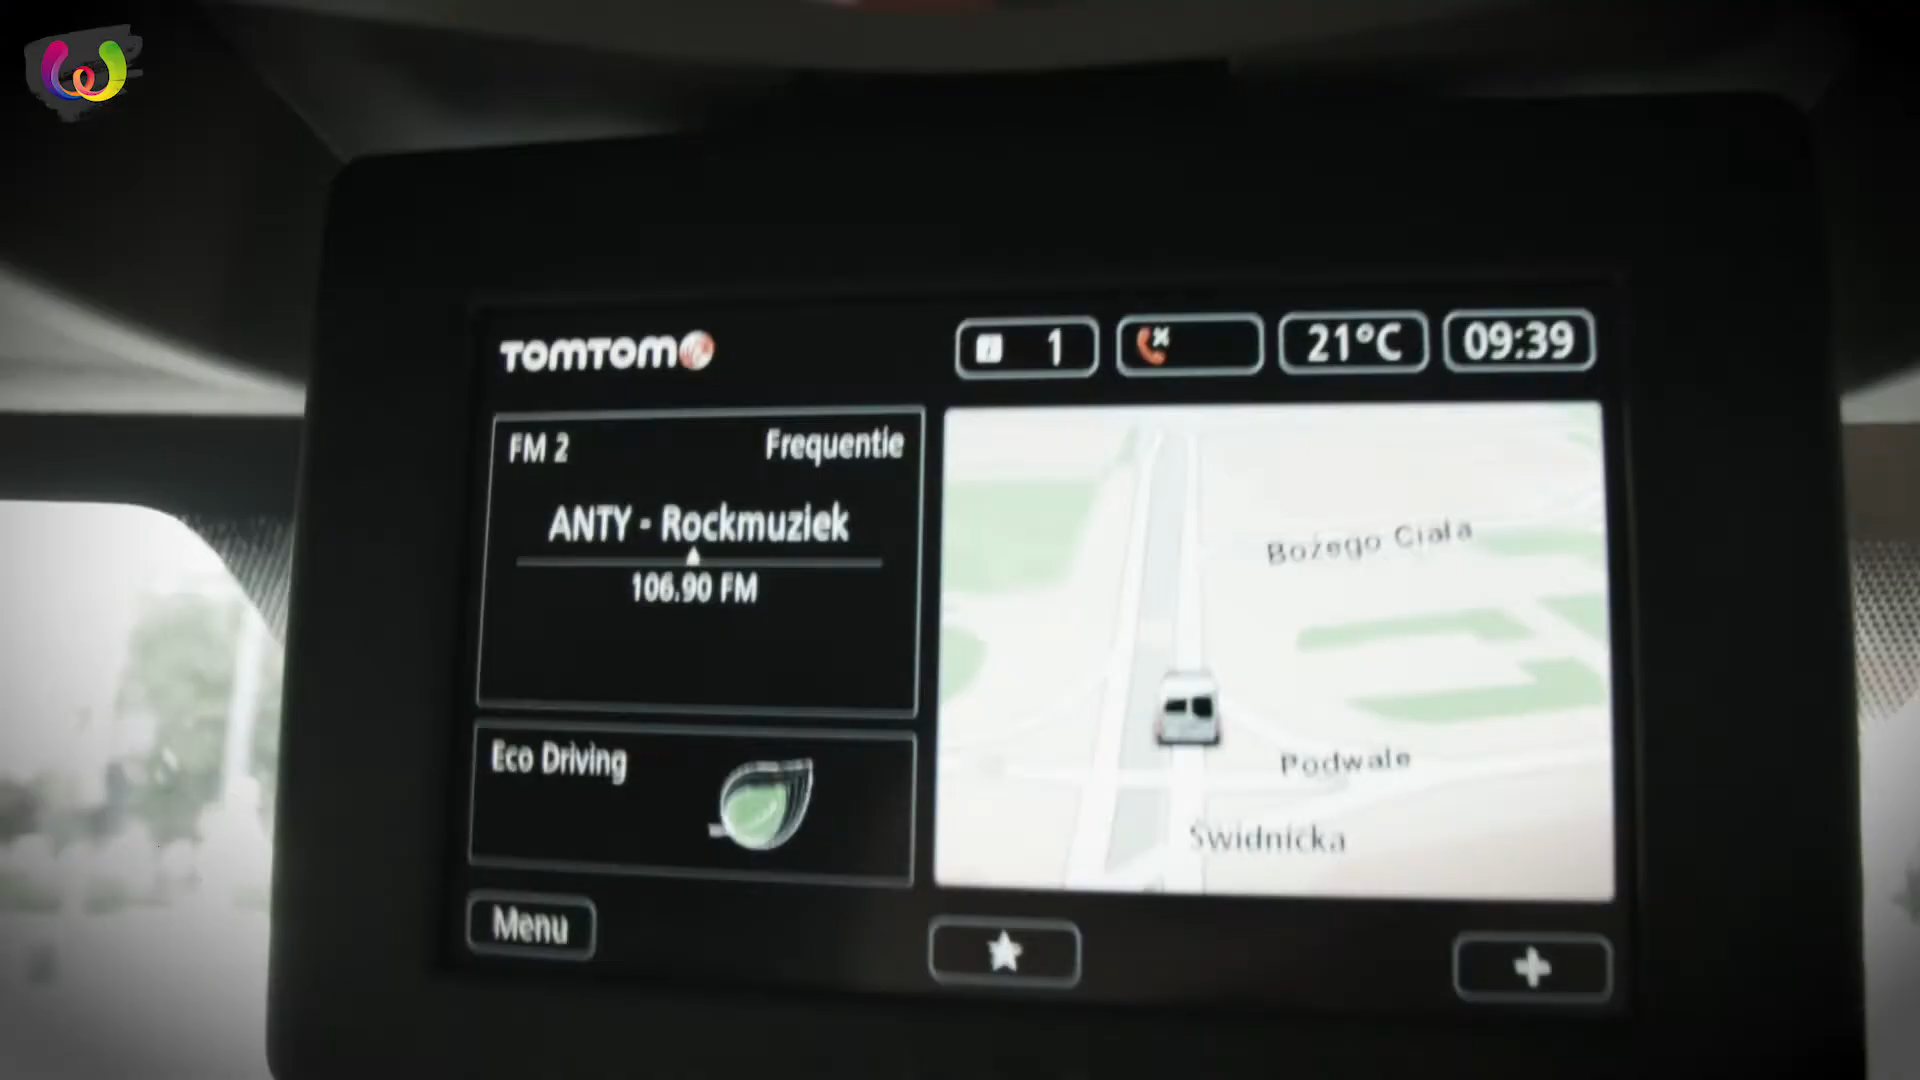 TOMTOM
1
21°C
09:39
FM 2
Frequentie
ANTY - Rockmuziek
106.90 FM
Eco Driving
Bożego Ciała
Podwale
Świdnicka
Menu